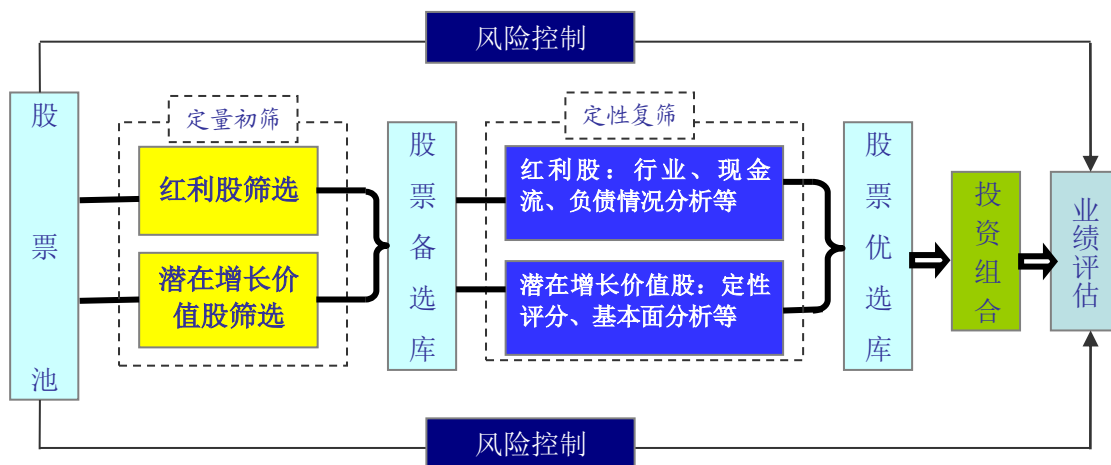 风险控制
股票池
定量初筛
红利股筛选
潜在增长价
值股筛选
股票备选库
定性复筛
红利股：行业、现金
流、负债情况分析等
潜在增长价值股：定性
评分、基本面分析等
股票优选库
投资组合
业绩评估
风险控制